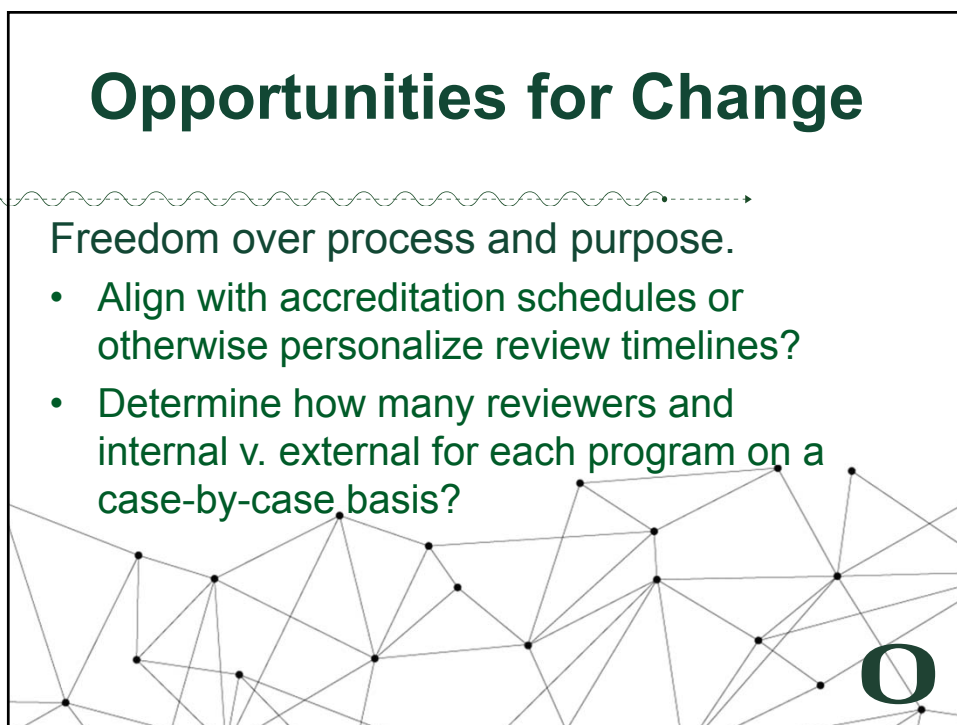 Opportunities for Change
Freedom over process and purpose.
• Align with accreditation schedules or
otherwise personalize review timelines?
• Determine how many reviewers and
internal v. external for each program on a
case-by-case basis?
O